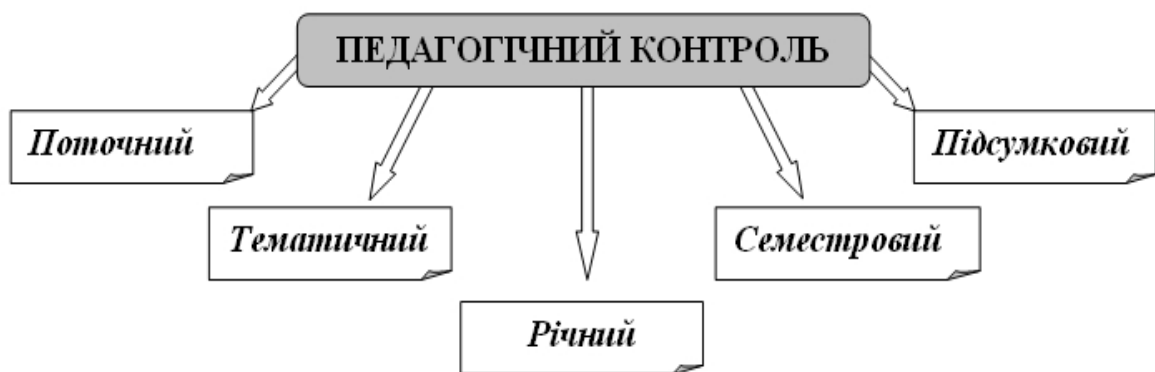 ПЕДАГОГІЧНИЙ КОНТРОЛЬ
Поточний
Підсумковий
Тематичний
Семестровий
Річний